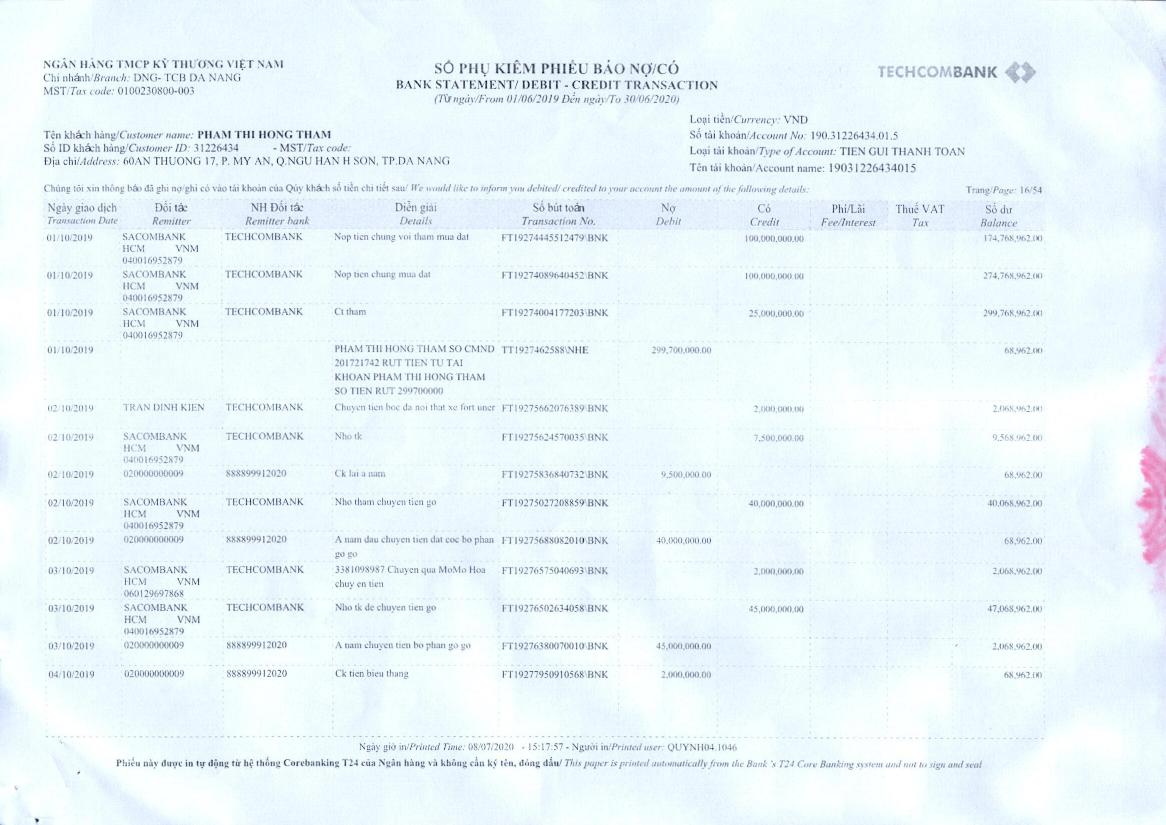 NGÂN HÀNG TMCP KỸ THƯƠNG VIỆT NAM
Chi nhánh/Branch: DNG- TCB DA NANG
MST/Tax code: 0100230800-003
SỔ PHỤ KIÊM PHIẾU BÁO NỢ/CÓ
BANK STATEMENT/ DEBIT - CREDIT TRANSACTION
(Từ ngày/From 01/06/2019 Đến ngày/To 30/06/2020)
TECHCOMBANK
Loại tiền/Currency: VND
Số tài khoản/Account No: 190.31226434.01.5
Loại tài khoản/Type of Account: TIEN GUI THANH TOAN
Tên tài khoản/Account name: 19031226434015
Tên khách hàng/Customer name: PHAM THI HONG THAM
Số ID khách hàng/Customer ID: 31226434 - MST/Tax code:
Địa chỉ/Address: 60AN THUONG 17, P. MY AN, Q.NGU HAN H SON, TP.DA NANG
Chúng tôi xin thông báo đã ghi nợ/ghi có vào tài khoản của Qúy khách số tiền chi tiết sau/ We would like to inform you debited/ credited to your account the amount of the following details:
Trang/Page: 16/54
Ngày giao dịch Đối tác NH Đối tác Diễn giải Số bút toán Nợ Có Phí/Lãi Thuế VAT Số dư
Transaction Date Remitter Remitter bank Details Transaction No. Debit Credit Fee/Interest Tax Balance
01/10/2019 SACOMBANK TECHCOMBANK Nop tien chung voi tham mua dat FT19274445512479\BNK 100,000,000.00 174,768,962.00
HCM VNM
040016952879
01/10/2019 SACOMBANK TECHCOMBANK Nop tien chung mua dat FT19274089640452\BNK 100,000,000.00 274,768,962.00
HCM VNM
040016952879
01/10/2019 SACOMBANK TECHCOMBANK Ct tham FT19274004177203\BNK 25,000,000.00 299,768,962.00
HCM VNM
040016952879
01/10/2019 PHAM THI HONG THAM SO CMND TT1927462588\NHE 299,700,000.00 68,962.00
201721742 RUT TIEN TU TAI
KHOAN PHAM THI HONG THAM
SO TIEN RUT 299700000
02/10/2019 TRAN DINH KIEN TECHCOMBANK Chuyen tien boc da noi that xe fort uner FT19275662076389\BNK 2,000,000.00 2,068,962.00
02/10/2019 SACOMBANK TECHCOMBANK Nho tk FT19275624570035\BNK 7,500,000.00 9,568,962.00
HCM VNM
040016952879
02/10/2019 020000000009 888899912020 Ck lai a nam FT19275836840732\BNK 9,500,000.00 68,962.00
02/10/2019 SACOMBANK TECHCOMBANK Nho tham chuyen tien go FT19275027208859\BNK 40,000,000.00 40,068,962.00
HCM VNM
040016952879
02/10/2019 020000000009 888899912020 A nam dau chuyen tien dat coc bo phan FT19275688082010\BNK 40,000,000.00 68,962.00
go go
03/10/2019 SACOMBANK TECHCOMBANK 3381098987 Chuyen qua MoMo Hoa FT19276575040693\BNK 2,000,000.00 2,068,962.00
HCM VNM chuy en tien
060129697868
03/10/2019 SACOMBANK TECHCOMBANK Nho tk de chuyen tien go FT19276502634058\BNK 45,000,000.00 47,068,962.00
HCM VNM
040016952879
03/10/2019 020000000009 888899912020 A nam chuyen tien bo phan go go FT19276380070010\BNK 45,000,000.00 2,068,962.00
04/10/2019 020000000009 888899912020 Ck tien bieu thang FT19277950910568\BNK 2,000,000.00 68,962.00
Ngày giờ in/Printed Time: 08/07/2020 - 15:17:57 - Người in/Printed user: QUYNH04.1046
Phiếu này được in tự động từ hệ thống Corebanking T24 của Ngân hàng và không cần ký tên, đóng dấu/ This paper is printed automatically from the Bank 's T24 Core Banking system and not to sign and seal